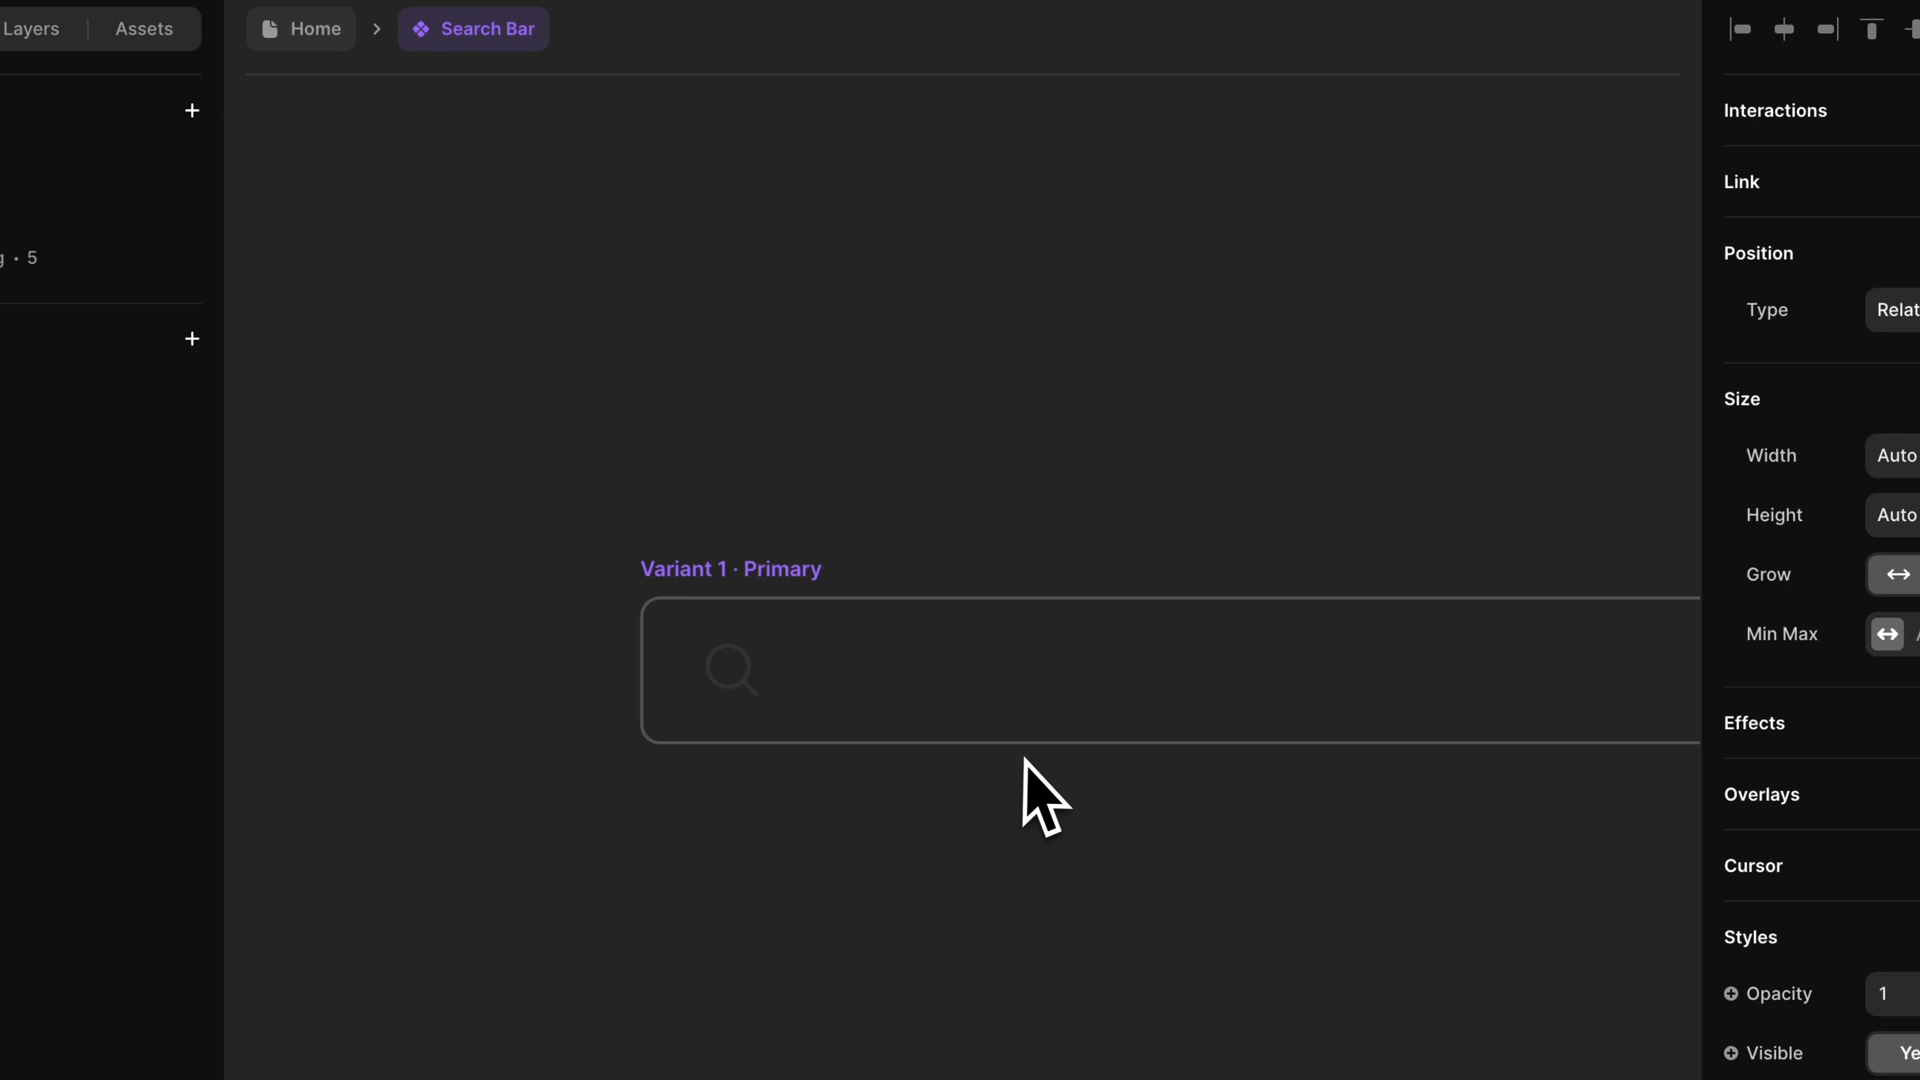 Layers
Assets
Home
Search Bar
• 5
Variant 1 · Primary
Interactions
Link
Position
Type
Size
Width
Auto
Height
Auto
Grow
Min Max
Effects
Overlays
Cursor
Styles
Opacity
1
Visible